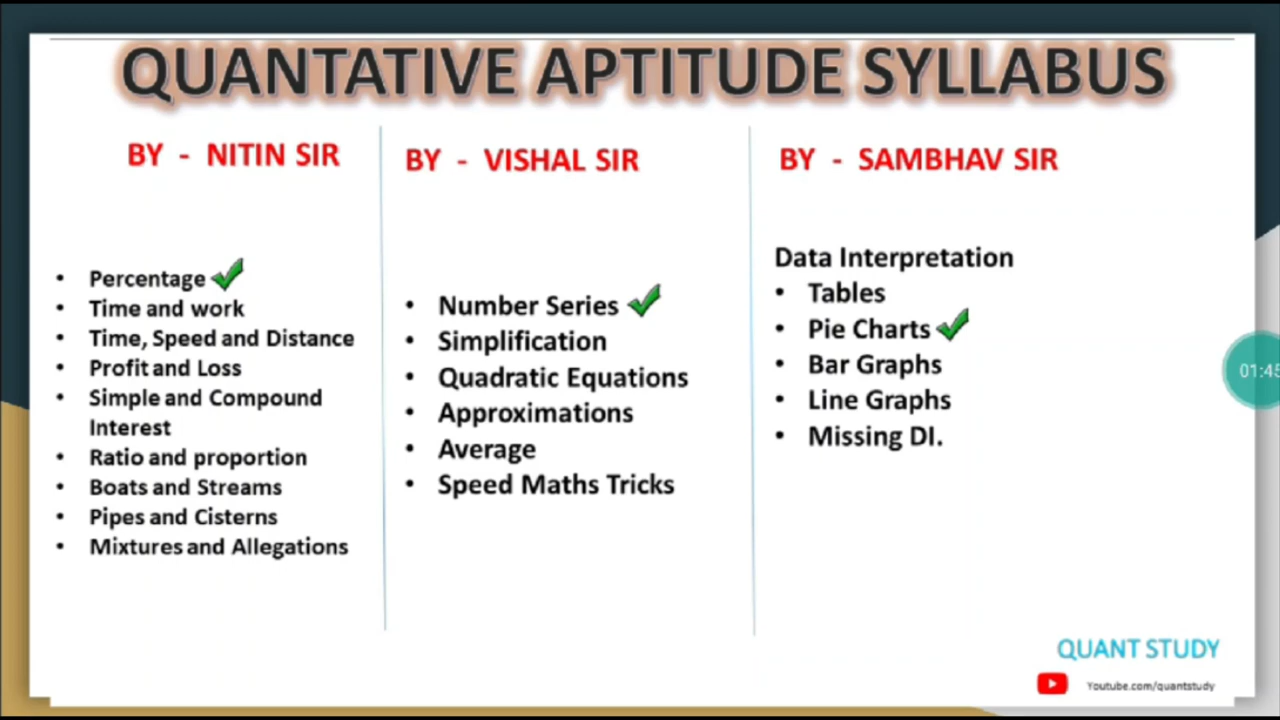 QUANTATIVE APTITUDE SYLLABUS
BY - NITIN SIR
• Percentage
• Time and work
• Time, Speed and Distance
• Profit and Loss
• Simple and Compound
Interest
• Ratio and proportion
• Boats and Streams
• Pipes and Cisterns
• Mixtures and Allegations
BY - VISHAL SIR
• Number Series
• Simplification
• Quadratic Equations
• Approximations
• Average
• Speed Maths Tricks
BY - SAMBHAV SIR
Data Interpretation
• Tables
• Pie Charts
• Bar Graphs
• Line Graphs
• Missing DI.
01:45
QUANT STUDY
Youtube.com/quantstudy